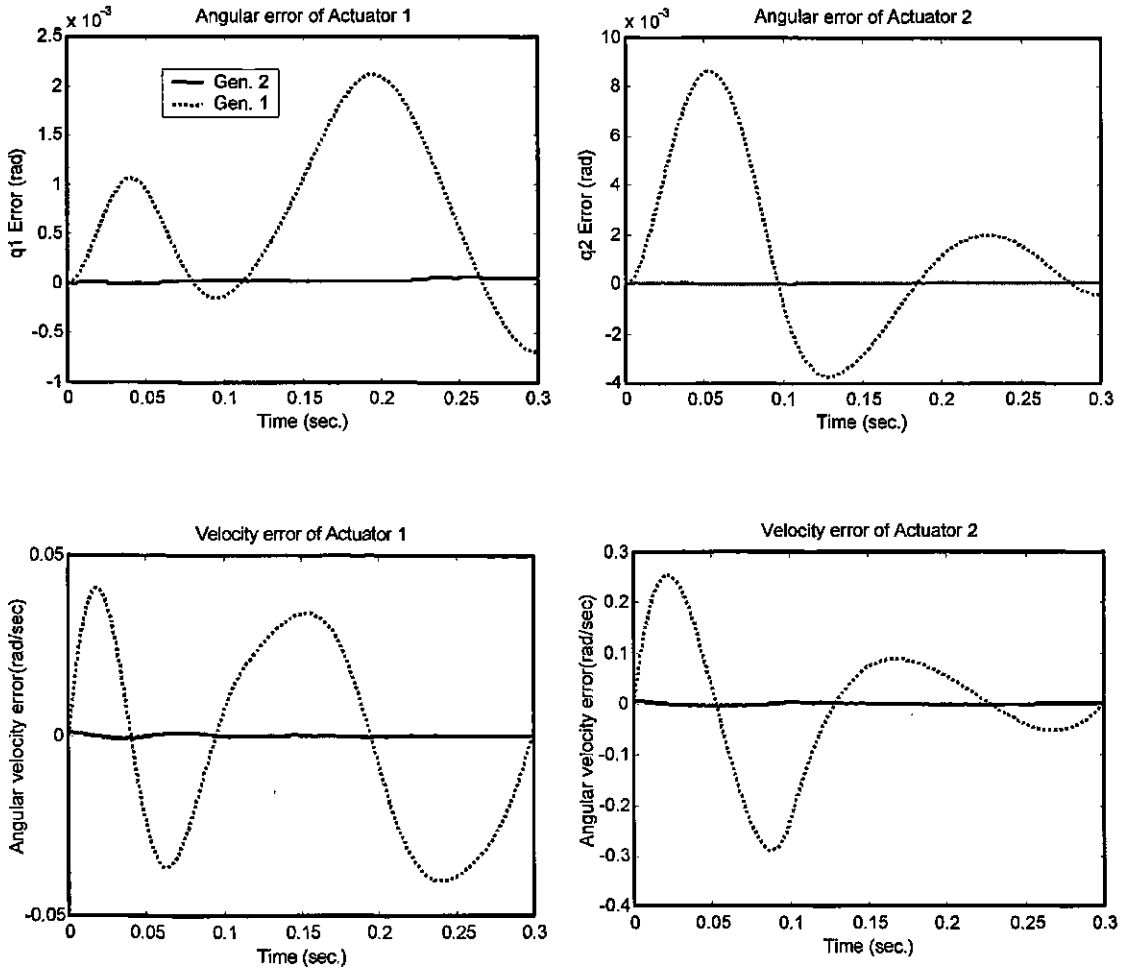 x 10-3
Angular error of Actuator 1
2.5
2
1.5
1
0.5
0
-0.5
-1
q1 Error (rad)
Gen. 2
Gen. 1
0 0.05 0.1 0.15 0.2 0.25 0.3
Time (sec.)
x 10-3
Angular error of Actuator 2
10
8
6
4
2
0
-2
-4
q2 Error (rad)
0 0.05 0.1 0.15 0.2 0.25 0.3
Time (sec.)
Velocity error of Actuator 1
0.05
0
-0.05
Angular velocity error(rad/sec)
0 0.05 0.1 0.15 0.2 0.25 0.3
Time (sec.)
Velocity error of Actuator 2
0.3
0.2
0.1
0
-0.1
-0.2
-0.3
-0.4
Angular velocity error(rad/sec)
0 0.05 0.1 0.15 0.2 0.25 0.3
Time (sec.)